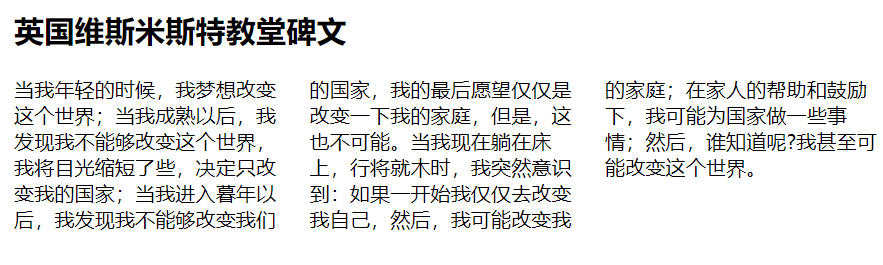 英国维斯米斯特教堂碑文
当我年轻的时候，我梦想改变
这个世界；当我成熟以后，我
发现我不能够改变这个世界，
我将目光缩短了些，决定只改
变我的国家；当我进入暮年以
后，我发现我不能够改变我们
的国家，我的最后愿望仅仅是
改变一下我的家庭，但是，这
也不可能。当我现在躺在床
上，行将就木时，我突然意识
到：如果一开始我仅仅去改变
我自己，然后，我可能改变我
的家庭；在家人的帮助和鼓励
下，我可能为国家做一些事
情；然后，谁知道呢?我甚至可
能改变这个世界。